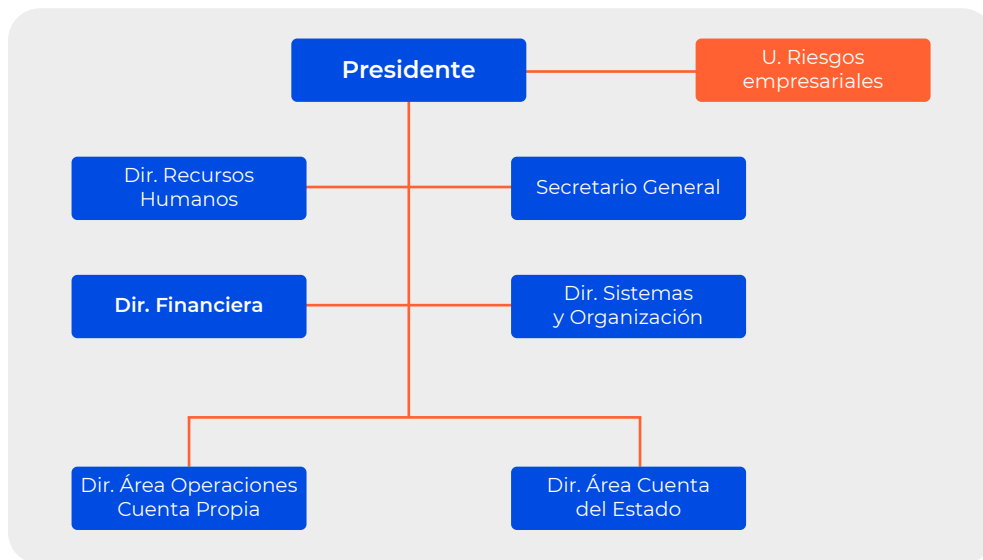 Presidente
U. Riesgos
empresariales
Dir. Recursos
Humanos
Secretario General
Dir. Financiera
Dir. Sistemas
y Organización
Dir. Área Operaciones
Cuenta Propia
Dir. Área Cuenta
del Estado